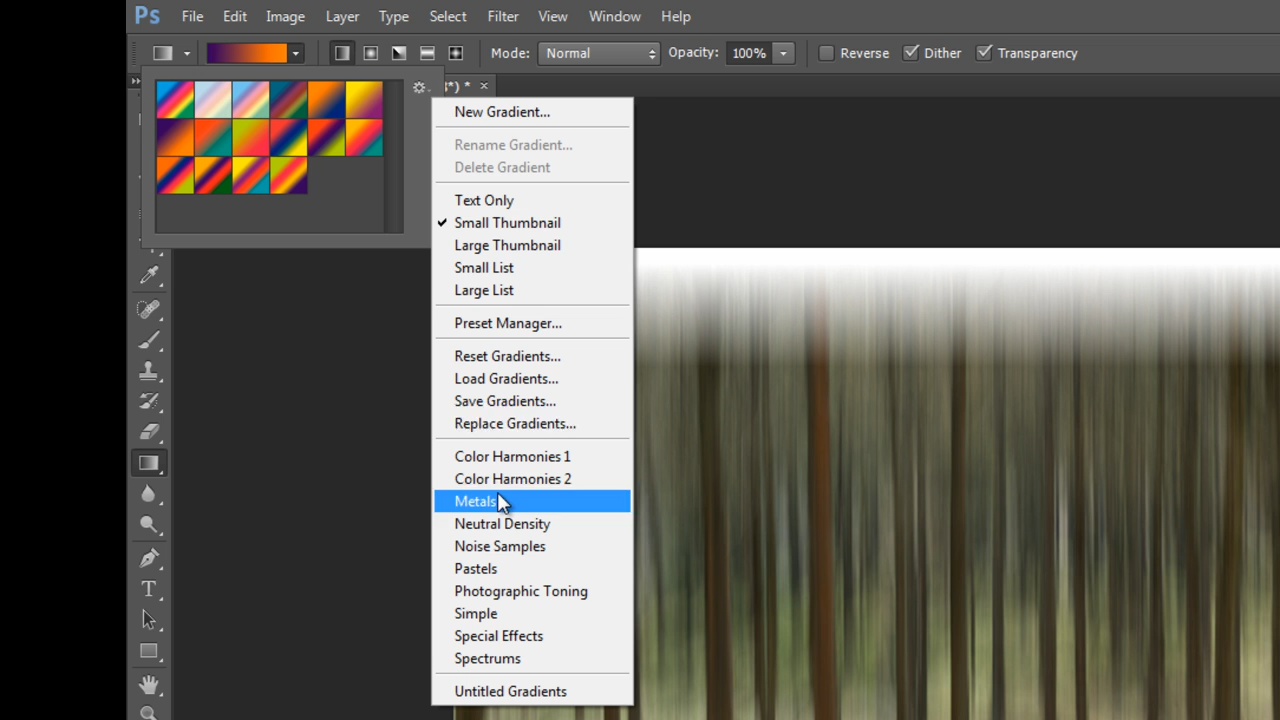 Ps File Edit Image Layer Type Select Filter View Window Help
Mode: Normal Opacity: 100% Reverse Dither Transparency
*) * ×
New Gradient...
Rename Gradient...
Delete Gradient
Text Only
Small Thumbnail
Large Thumbnail
Small List
Large List
Preset Manager...
Reset Gradients...
Load Gradients...
Save Gradients...
Replace Gradients...
Color Harmonies 1
Color Harmonies 2
Metals
Neutral Density
Noise Samples
Pastels
Photographic Toning
Simple
Special Effects
Spectrums
Untitled Gradients